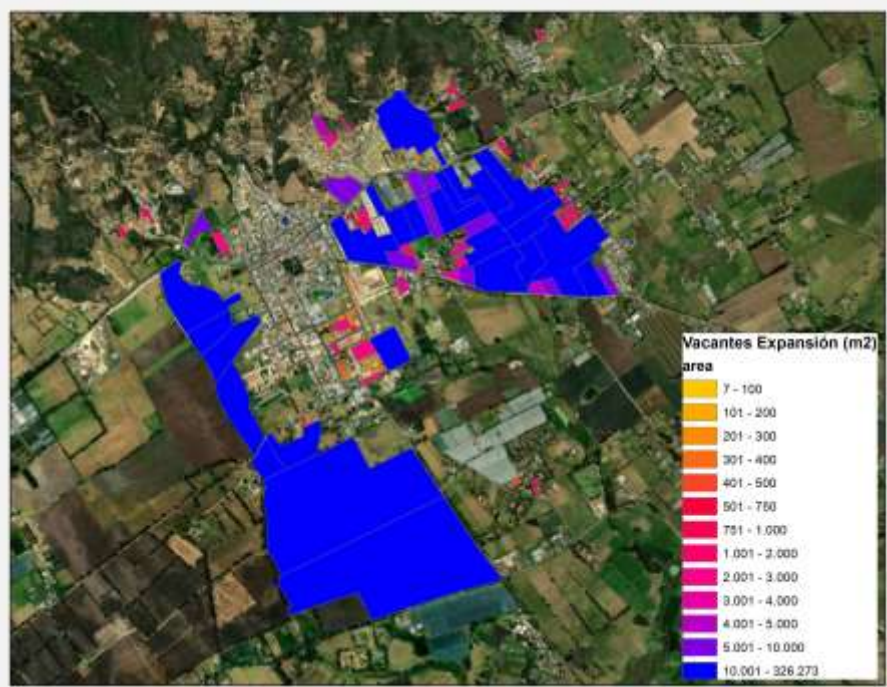 Vacantes Expansión (m2)
area
7 - 100
101 - 200
201 - 300
301 - 400
401 - 500
501 - 750
751 - 1.000
1.001 - 2.000
2.001 - 3.000
3.001 - 4.000
4.001 - 5.000
5.001 - 10.000
10.001 - 326.273